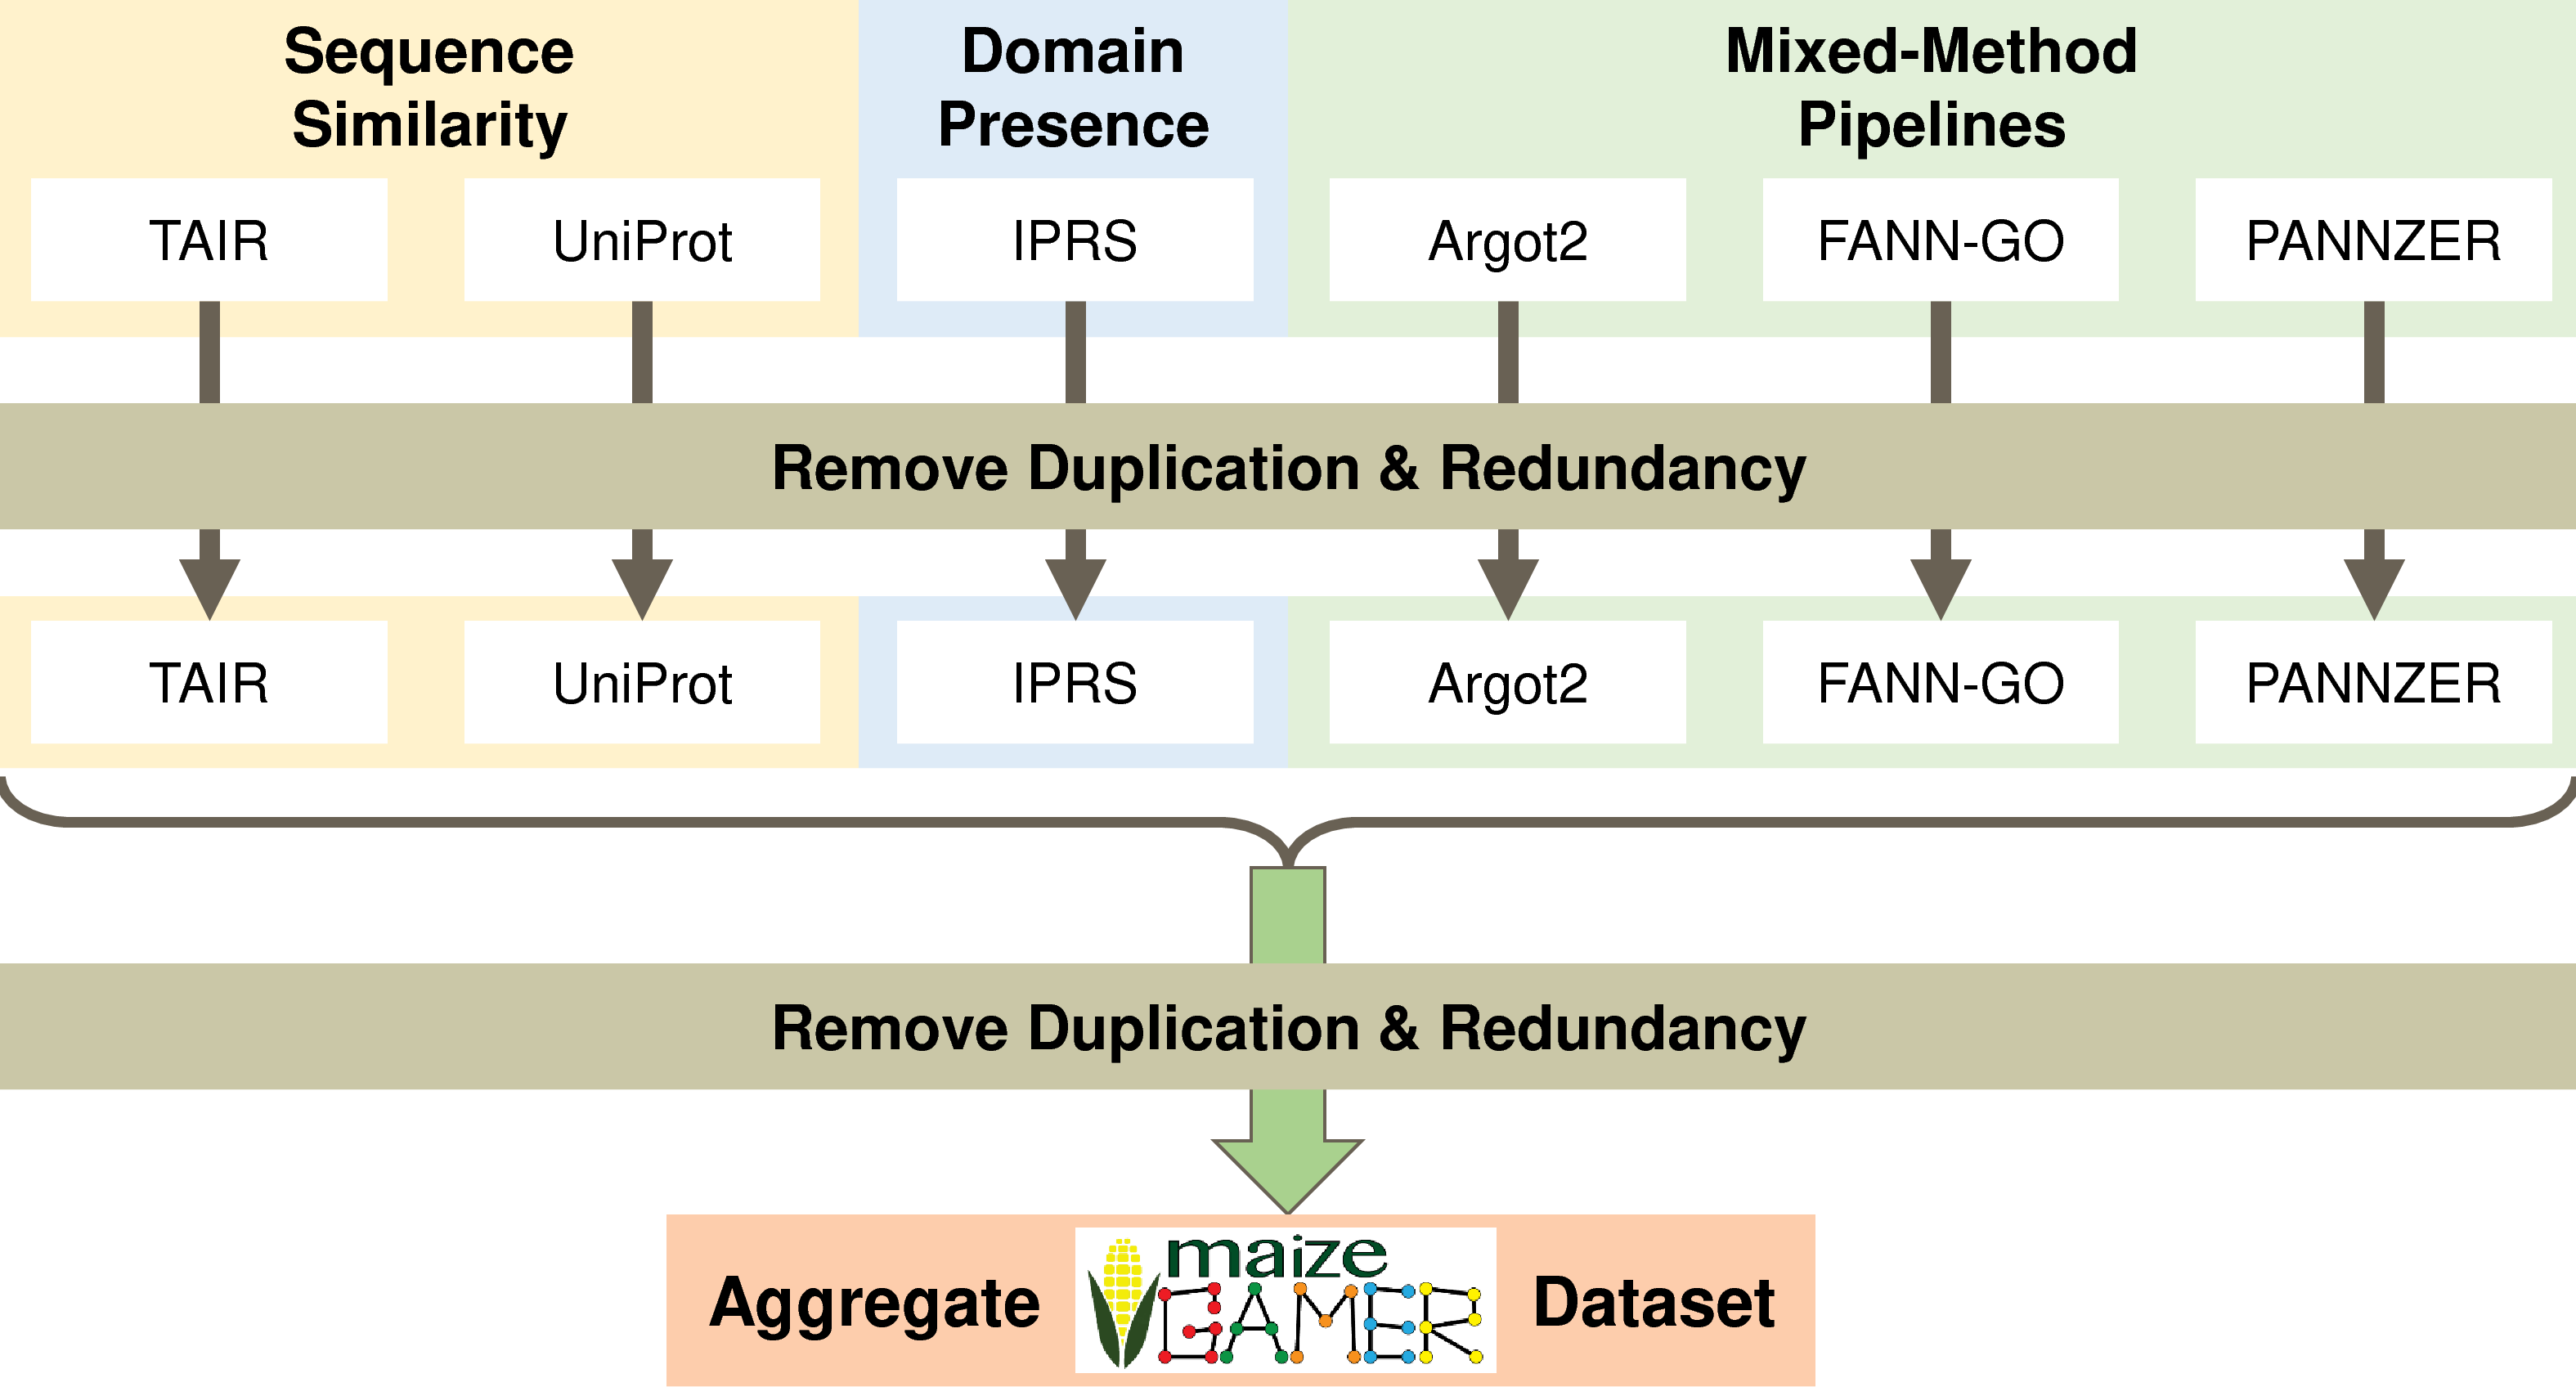 Sequence
Similarity
Domain
Presence
Mixed-Method
Pipelines
TAIR
UniProt
IPRS
Argot2
FANN-GO
PANNZER
Remove Duplication & Redundancy
TAIR
UniProt
IPRS
Argot2
FANN-GO
PANNZER
Remove Duplication & Redundancy
Aggregate
maize
GAMER
Dataset